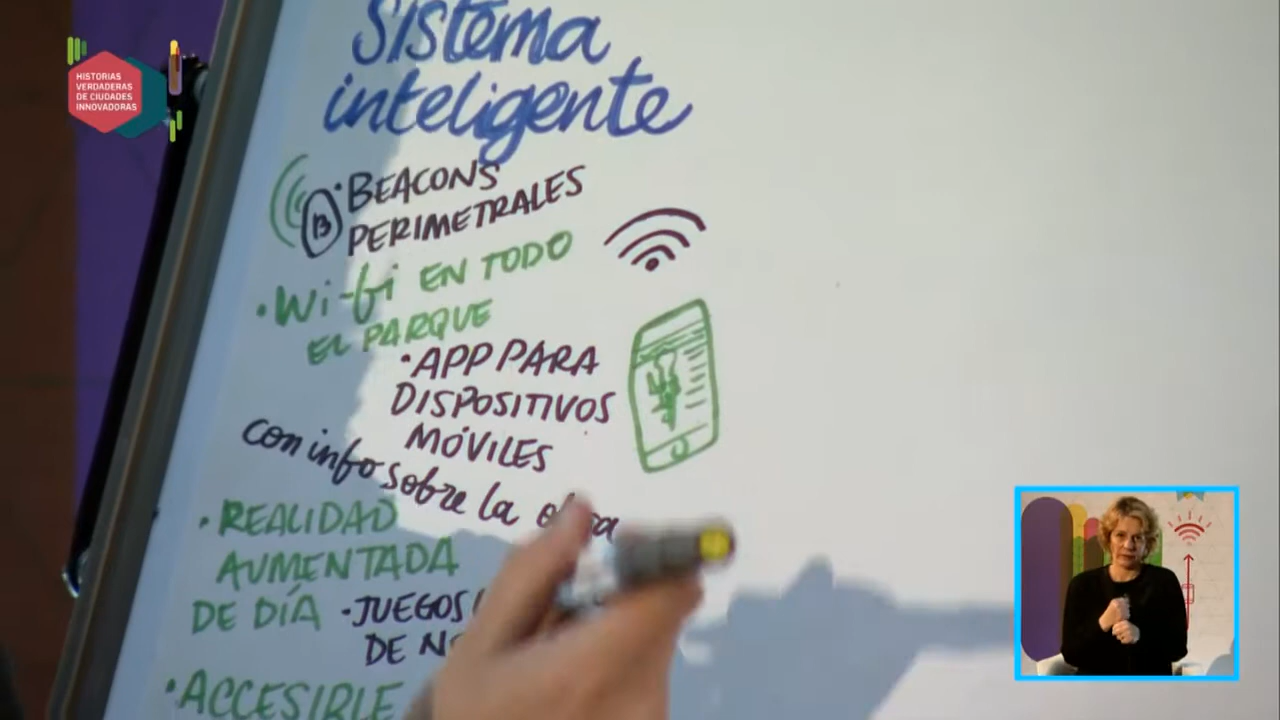 HISTORIAS
VERDADERAS
DE CIUDADES
INNOVADORAS
Sistema
inteligente
B • BEACONS
PERIMETRALES
• Wi-fi EN TODO
EL PARQUE
• APP PARA
DISPOSITIVOS
MÓVILES
con info sobre la obra
• REALIDAD
AUMENTADA
DE DÍA • JUEGOS
DE
• ACCESIBLE